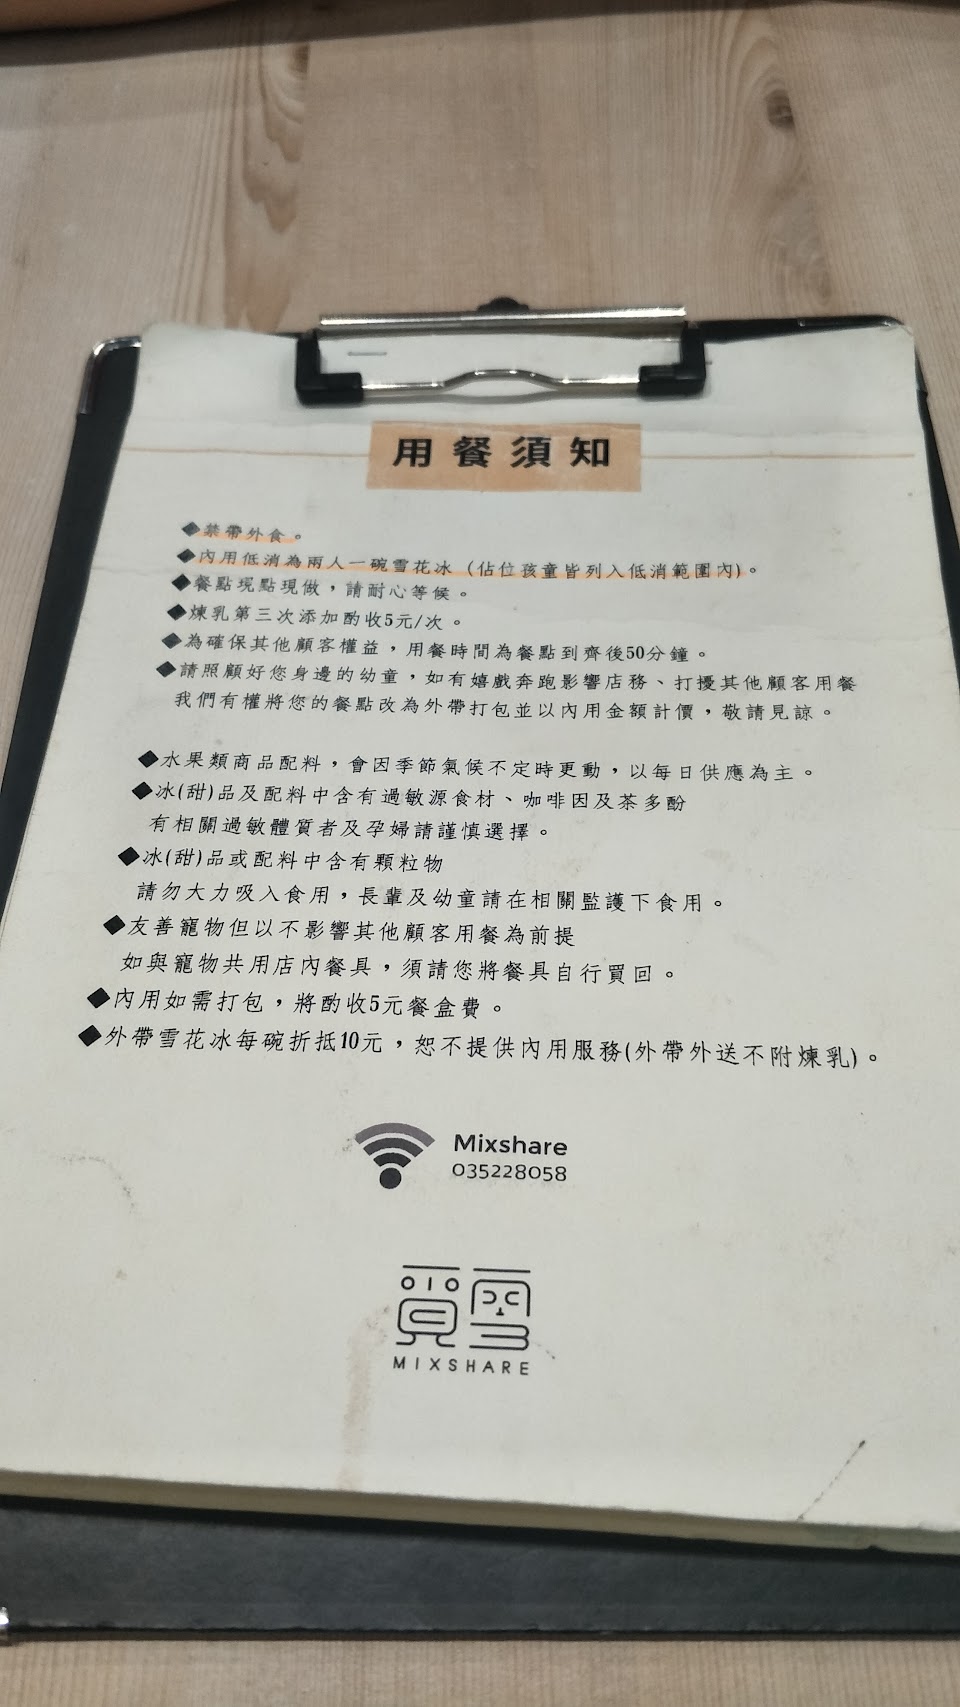 用餐須知
◆禁帶外食。
◆內用低消為兩人一碗雪花冰（佔位孩童皆列入低消範圍內)。
◆餐點現點現做，請耐心等候。
◆煉乳第三次添加酌收5元/次。
◆為確保其他顧客權益，用餐時間為餐點到齊後50分鐘。
◆請照顧好您身邊的幼童，如有嬉戲奔跑影響店務、打擾其他顧客用餐
我們有權將您的餐點改為外帶打包並以內用金額計價，敬請見諒。
◆水果類商品配料，會因季節氣候不定時更動，以每日供應為主。
◆冰(甜)品及配料中含有過敏源食材、咖啡因及茶多酚
有相關過敏體質者及孕婦請謹慎選擇。
◆冰(甜)品或配料中含有顆粒物
請勿大力吸入食用，長輩及幼童請在相關監護下食用。
◆友善寵物但以不影響其他顧客用餐為前提
如與寵物共用店內餐具，須請您將餐具自行買回。
◆內用如需打包，將酌收5元餐盒費。
◆外帶雪花冰每碗折抵10元，恕不提供內用服務(外帶外送不附煉乳)。
Mixshare
035228058
覓雪
MIXSHARE